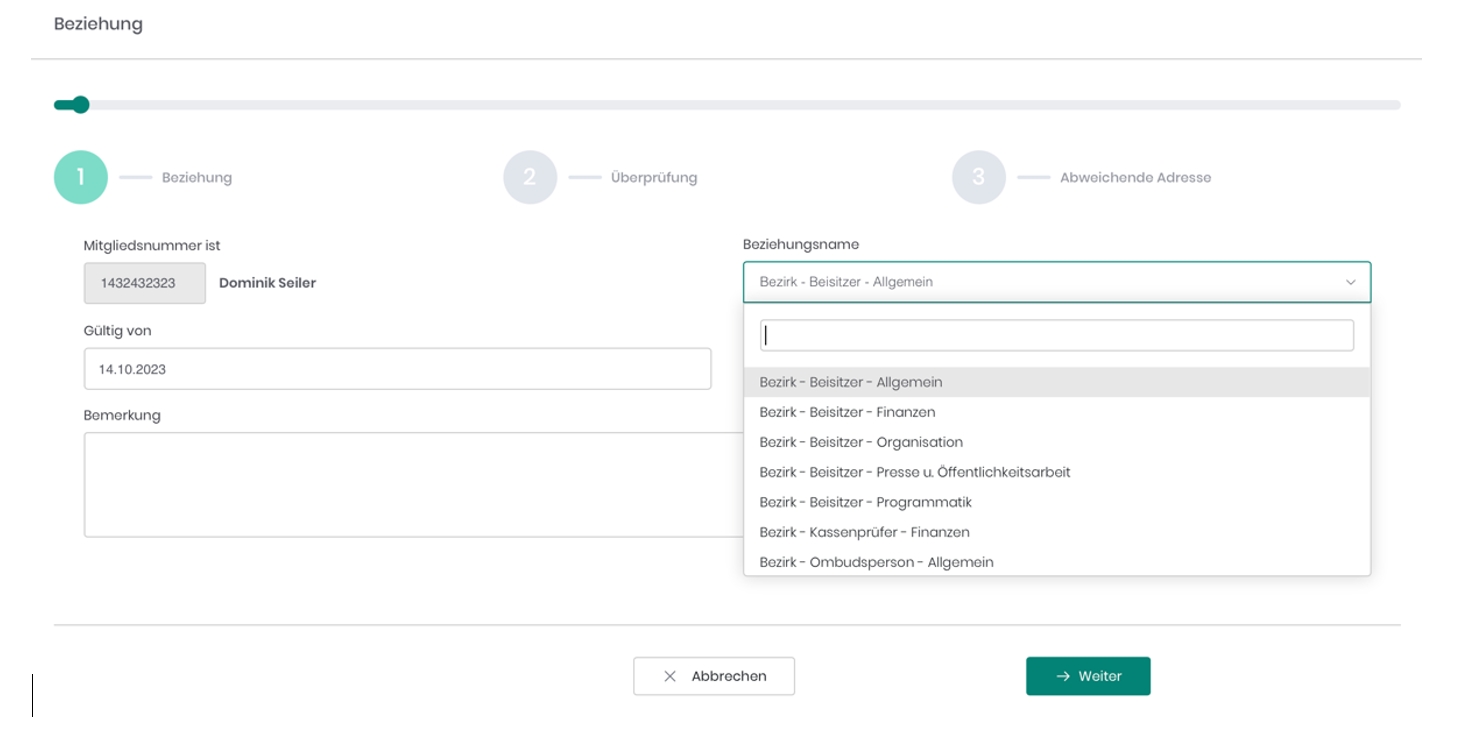 Beziehung
1 Beziehung
2 Überprüfung
3 Abweichende Adresse
Mitgliedsnummer ist
1432432323 Dominik Seiler
Gültig von
14.10.2023
Bemerkung
Beziehungsname
Bezirk - Beisitzer - Allgemein
Bezirk - Beisitzer - Allgemein
Bezirk - Beisitzer - Finanzen
Bezirk - Beisitzer - Organisation
Bezirk - Beisitzer - Presse u. Öffentlichkeitsarbeit
Bezirk - Beisitzer - Programmatik
Bezirk - Kassenprüfer - Finanzen
Bezirk - Ombudsperson - Allgemein
Abbrechen
Weiter